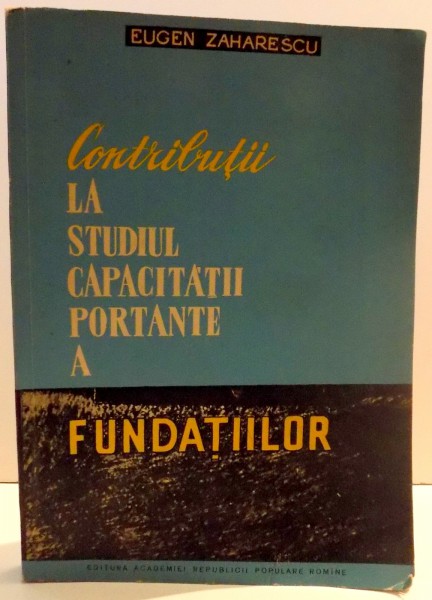 EUGEN ZAHARESCU
Contribuții
LA
STUDIUL
CAPACITĂȚII
PORTANTE
A
FUNDAȚIILOR
EDITURA ACADEMIEI REPUBLICII POPULARE ROMÎNE